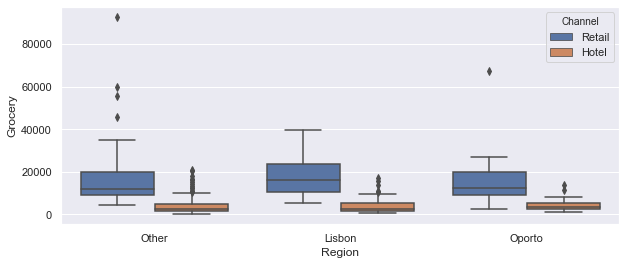 Channel
Retail
Hotel
80000
60000
40000
20000
0
Grocery
Other
Lisbon
Oporto
Region